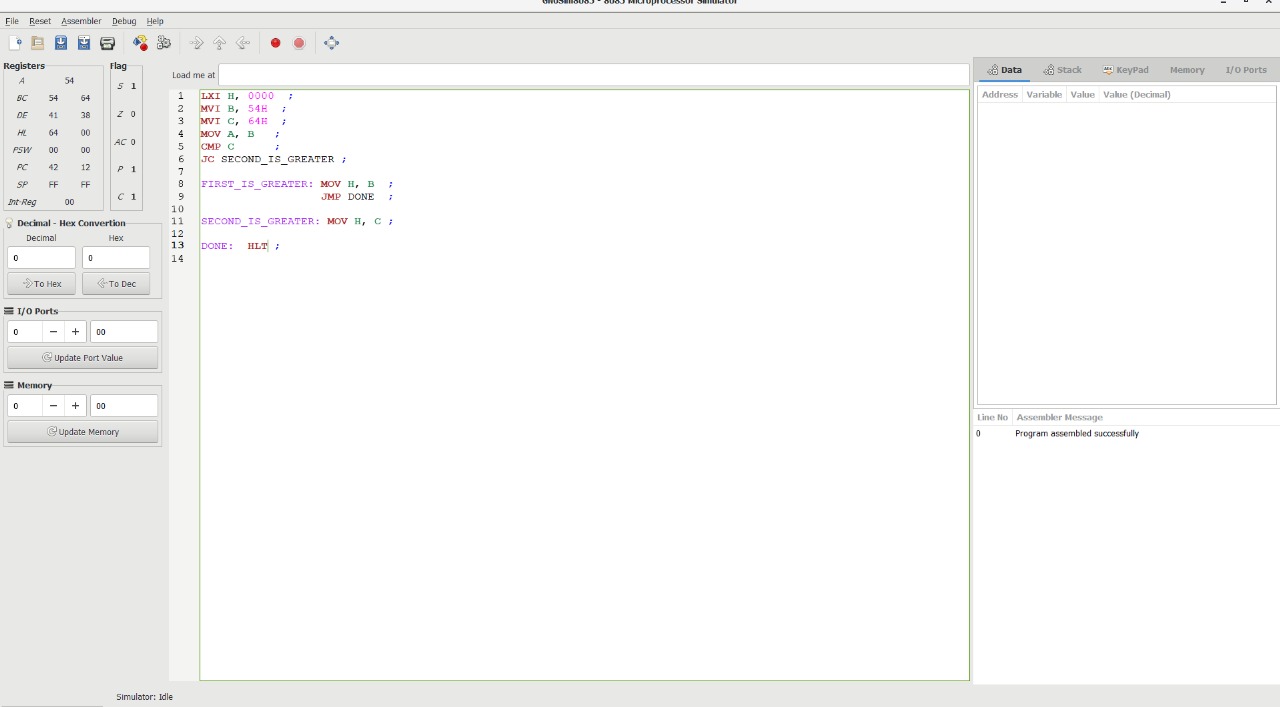 GNUSim8085 - 8085 Microprocessor Simulator
File Reset Assembler Debug Help
Registers
A 54
BC 54 64
DE 41 38
HL 64 00
PSW 00 00
PC 42 12
SP FF FF
Int-Reg 00
Flag
S 1
Z 0
AC 0
P 1
C 1
Decimal - Hex Convertion
Decimal Hex
0 0
To Hex To Dec
I/O Ports
0 − + 00
Update Port Value
Memory
0 − + 00
Update Memory
Load me at
1 LXI H, 0000 ;
2 MVI B, 54H ;
3 MVI C, 64H ;
4 MOV A, B ;
5 CMP C ;
6 JC SECOND_IS_GREATER ;
7
8 FIRST_IS_GREATER: MOV H, B ;
9 JMP DONE ;
10
11 SECOND_IS_GREATER: MOV H, C ;
12
13 DONE: HLT ;
14
Data Stack KeyPad Memory I/O Ports
Address Variable Value Value (Decimal)
Line No Assembler Message
0 Program assembled successfully
Simulator: Idle